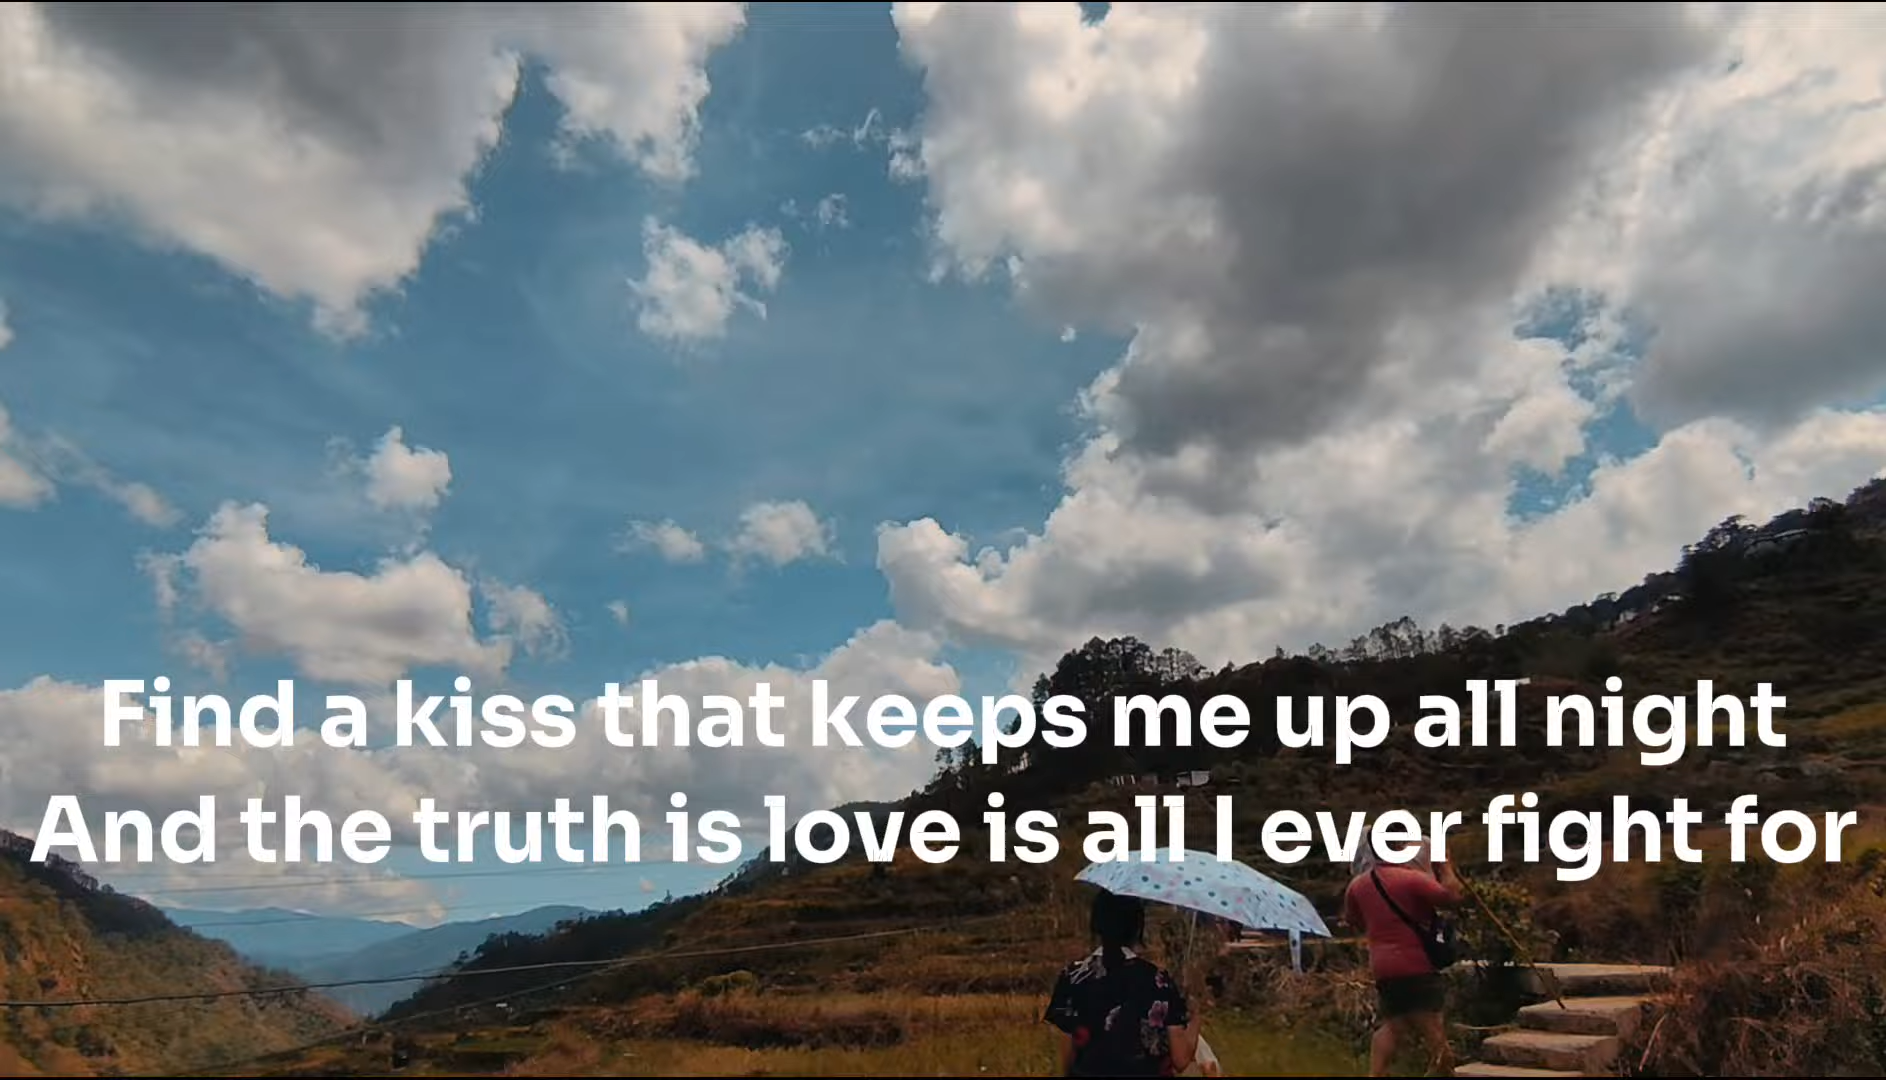 Find a kiss that keeps me up all night
And the truth is love is all I ever fight for